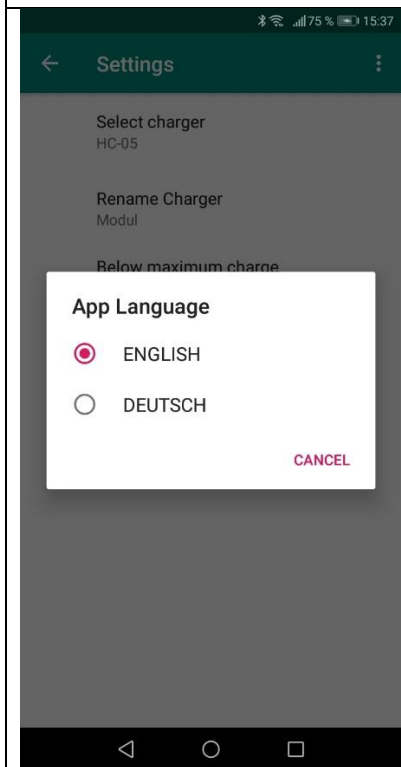 75 % 15:37
Settings
Select charger
HC-05
Rename Charger
Modul
Below maximum charge
App Language
ENGLISH
DEUTSCH
CANCEL